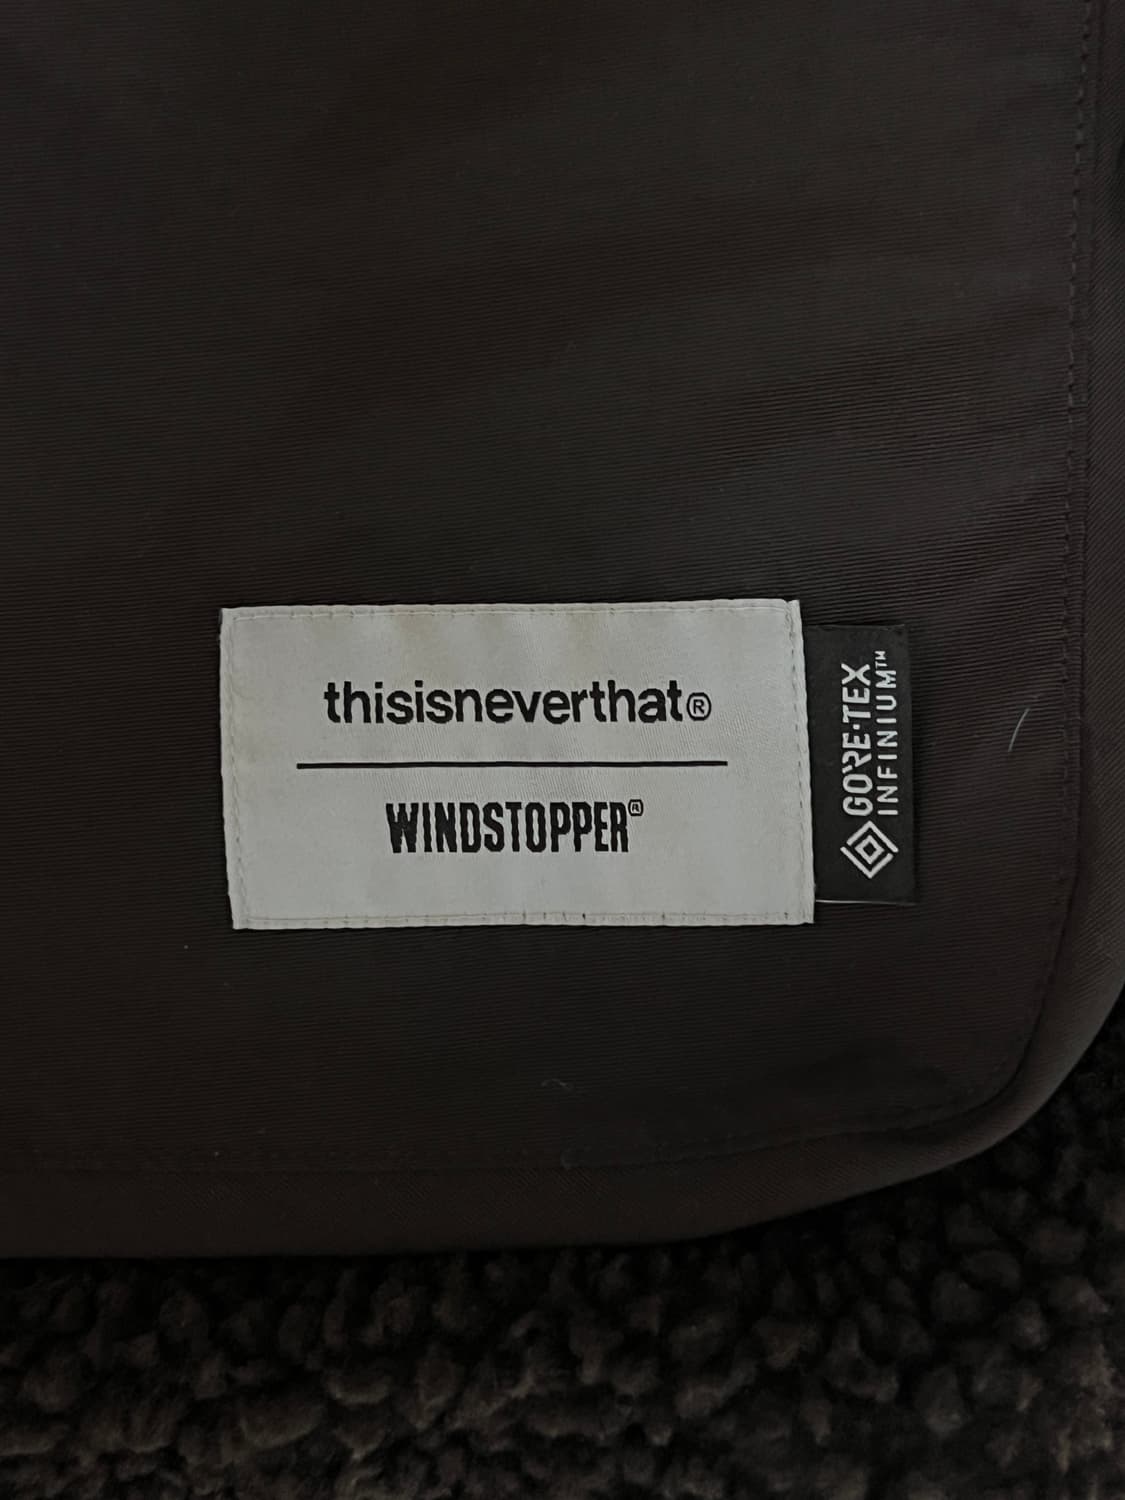 thisisneverthat®
WINDSTOPPER®
GORE-TEX
INFINIUM™